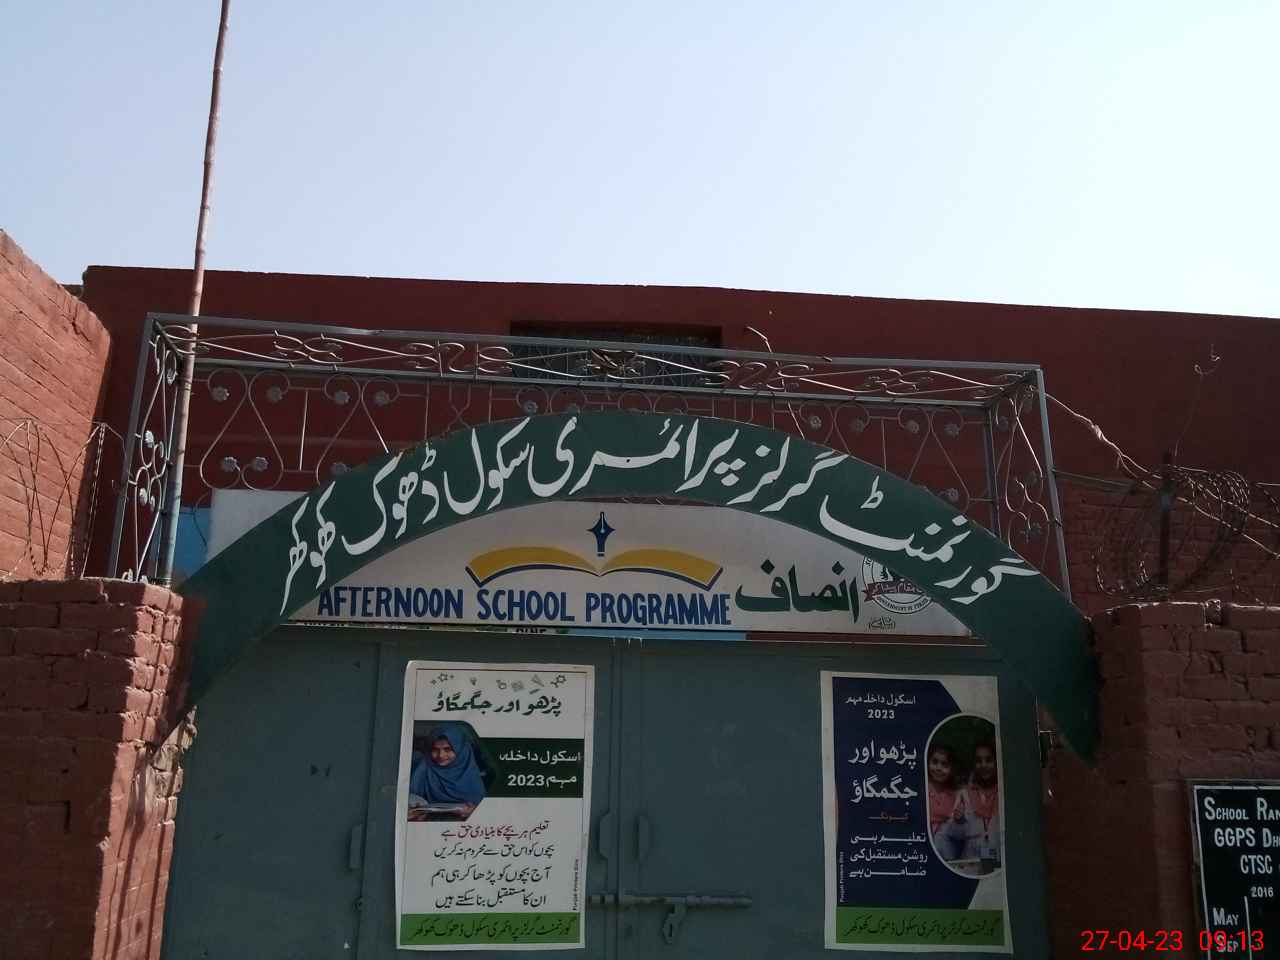 گورنمنٹ گرلز پرائمری سکول ڈھوک کھوکھر
انصاف
AFTERNOON SCHOOL PROGRAMME
پڑھو اور جگمگاؤ
اسکول داخلہ
مہم 2023
تعلیم ہر بچے کا بنیادی حق ہے
بچوں کو اس حق سے محروم نہ کریں
آج بچوں کو پڑھا کر ہی ہم
ان کا مستقبل بنا سکتے ہیں
گورنمنٹ گرلز پرائمری سکول ڈھوک کھوکھر
اسکول داخلہ مہم
2023
پڑھو اور
جگمگاؤ
کیونکہ
تعلیم ہی
روشن مستقبل کی
ضامن ہے
گورنمنٹ گرلز پرائمری سکول ڈھوک کھوکھر
SCHOOL RAN
GGPS DH
CTSC
2016
MAY
SEP
27-04-23 09:13